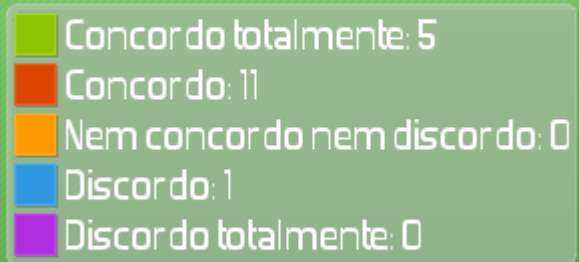 Concordo totalmente: 5
Concordo: 11
Nem concordo nem discordo: 0
Discordo: 1
Discordo totalmente: 0